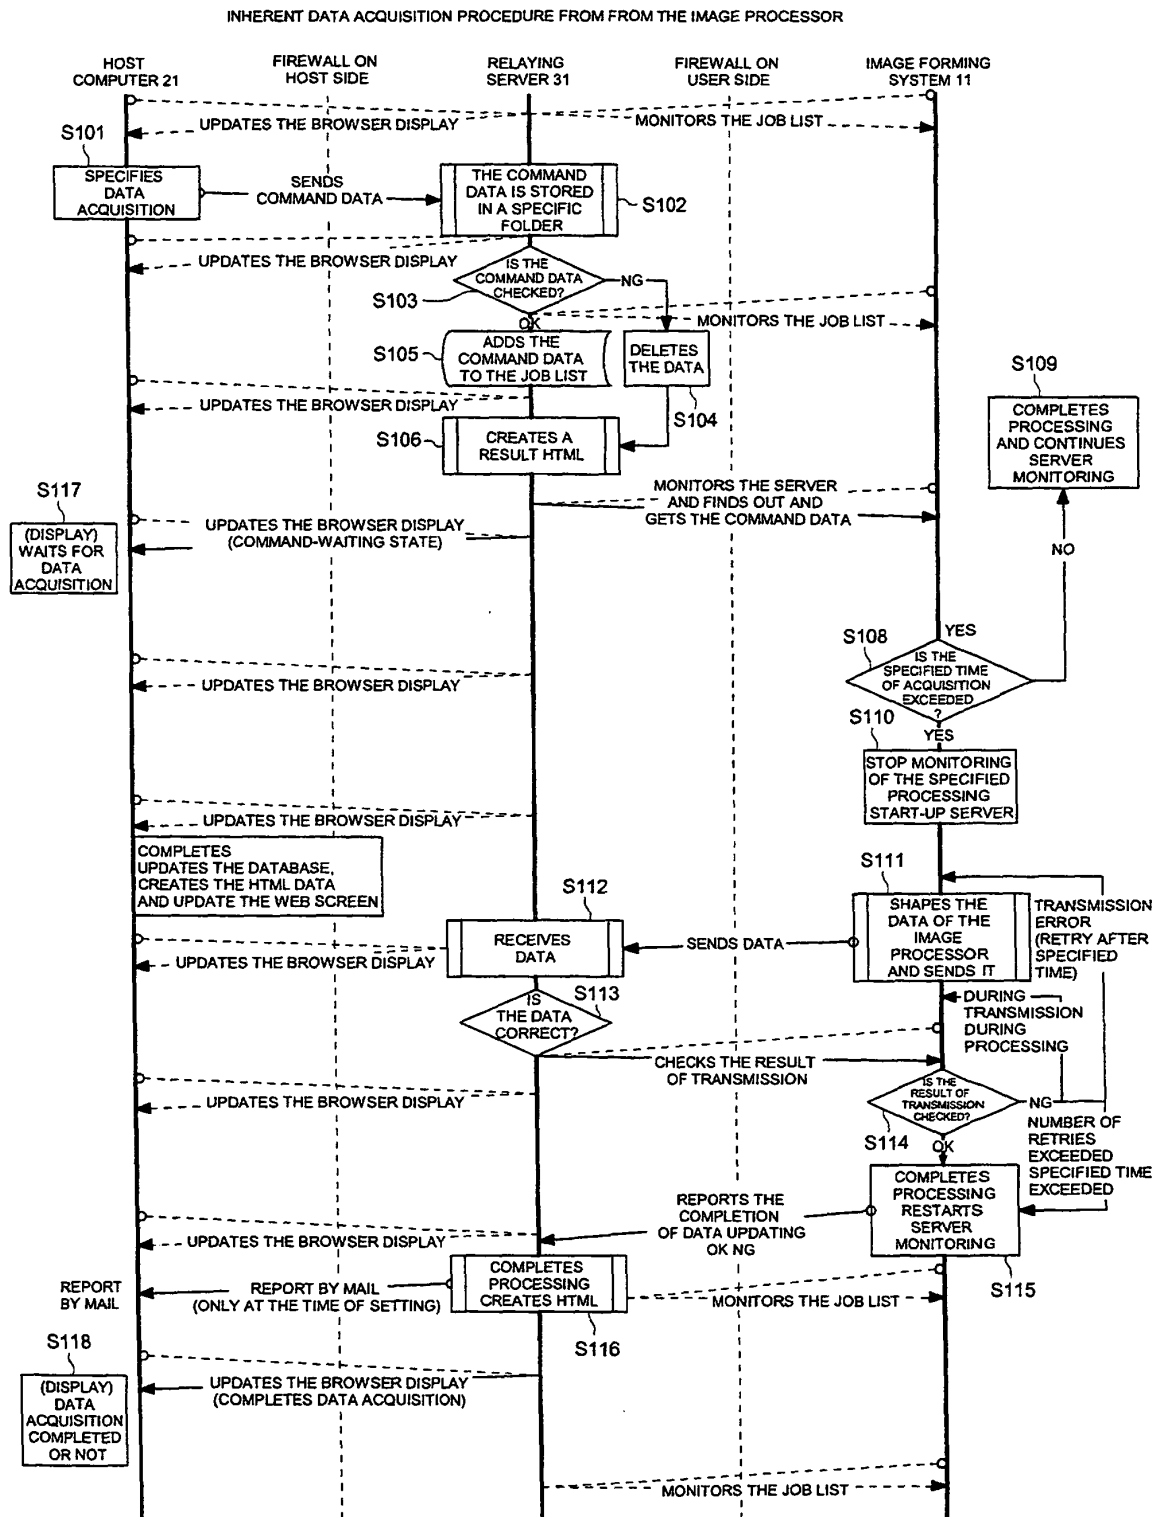 INHERENT DATA ACQUISITION PROCEDURE FROM FROM THE IMAGE PROCESSOR
HOST
COMPUTER 21
FIREWALL ON
HOST SIDE
RELAYING
SERVER 31
FIREWALL ON
USER SIDE
IMAGE FORMING
SYSTEM 11
UPDATES THE BROWSER DISPLAY
MONITORS THE JOB LIST
S101
SPECIFIES
DATA
ACQUISITION
SENDS
COMMAND DATA
THE COMMAND
DATA IS STORED
IN A SPECIFIC
FOLDER
S102
UPDATES THE BROWSER DISPLAY
IS THE
COMMAND DATA
CHECKED?
NG
S103
OK
MONITORS THE JOB LIST
S105
ADDS THE
COMMAND DATA
TO THE JOB LIST
DELETES
THE DATA
S104
UPDATES THE BROWSER DISPLAY
S106
CREATES A
RESULT HTML
S109
COMPLETES
PROCESSING
AND CONTINUES
SERVER
MONITORING
MONITORS THE SERVER
AND FINDS OUT AND
GETS THE COMMAND DATA
S117
(DISPLAY)
WAITS FOR
DATA
ACQUISITION
UPDATES THE BROWSER DISPLAY
(COMMAND-WAITING STATE)
NO
YES
S108
IS THE
SPECIFIED TIME
OF ACQUISITION
EXCEEDED
?
UPDATES THE BROWSER DISPLAY
S110
YES
STOP MONITORING
OF THE SPECIFIED
PROCESSING
START-UP SERVER
UPDATES THE BROWSER DISPLAY
COMPLETES
UPDATES THE DATABASE,
CREATES THE HTML DATA
AND UPDATE THE WEB SCREEN
S112
RECEIVES
DATA
SENDS DATA
S111
SHAPES THE
DATA OF THE
IMAGE
PROCESSOR
AND SENDS IT
TRANSMISSION
ERROR
(RETRY AFTER
SPECIFIED
TIME)
UPDATES THE BROWSER DISPLAY
S113
IS
THE DATA
CORRECT?
DURING
TRANSMISSION
DURING
PROCESSING
CHECKS THE RESULT
OF TRANSMISSION
UPDATES THE BROWSER DISPLAY
IS THE
RESULT OF
TRANSMISSION
CHECKED?
NG
S114
OK
NUMBER OF
RETRIES
EXCEEDED
SPECIFIED TIME
EXCEEDED
COMPLETES
PROCESSING
RESTARTS
SERVER
MONITORING
S115
REPORTS THE
COMPLETION
OF DATA UPDATING
OK NG
UPDATES THE BROWSER DISPLAY
REPORT
BY MAIL
REPORT BY MAIL
(ONLY AT THE TIME OF SETTING)
COMPLETES
PROCESSING
CREATES HTML
S116
MONITORS THE JOB LIST
S118
(DISPLAY)
DATA
ACQUISITION
COMPLETED
OR NOT
UPDATES THE BROWSER DISPLAY
(COMPLETES DATA ACQUISITION)
MONITORS THE JOB LIST